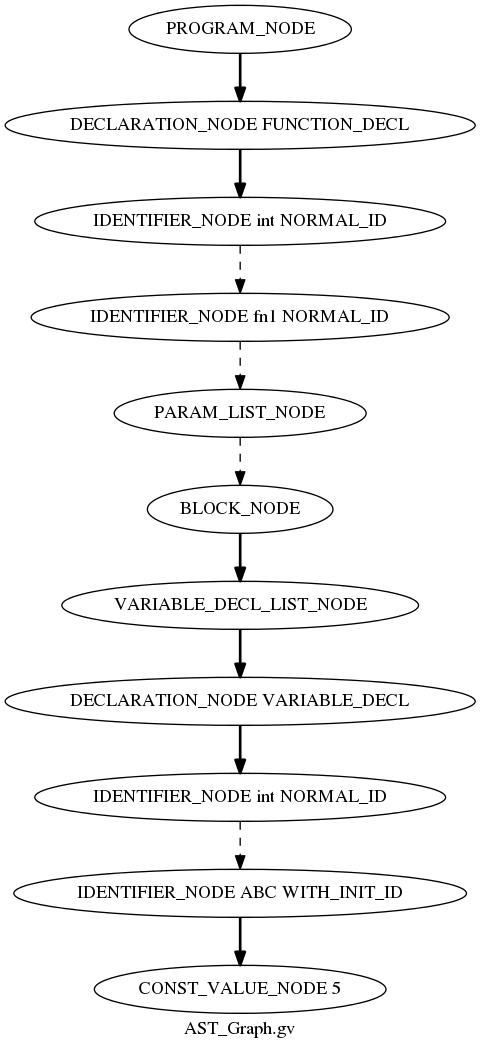 PROGRAM_NODE
DECLARATION_NODE FUNCTION_DECL
IDENTIFIER_NODE int NORMAL_ID
IDENTIFIER_NODE fn1 NORMAL_ID
PARAM_LIST_NODE
BLOCK_NODE
VARIABLE_DECL_LIST_NODE
DECLARATION_NODE VARIABLE_DECL
IDENTIFIER_NODE int NORMAL_ID
IDENTIFIER_NODE ABC WITH_INIT_ID
CONST_VALUE_NODE 5
AST_Graph.gv